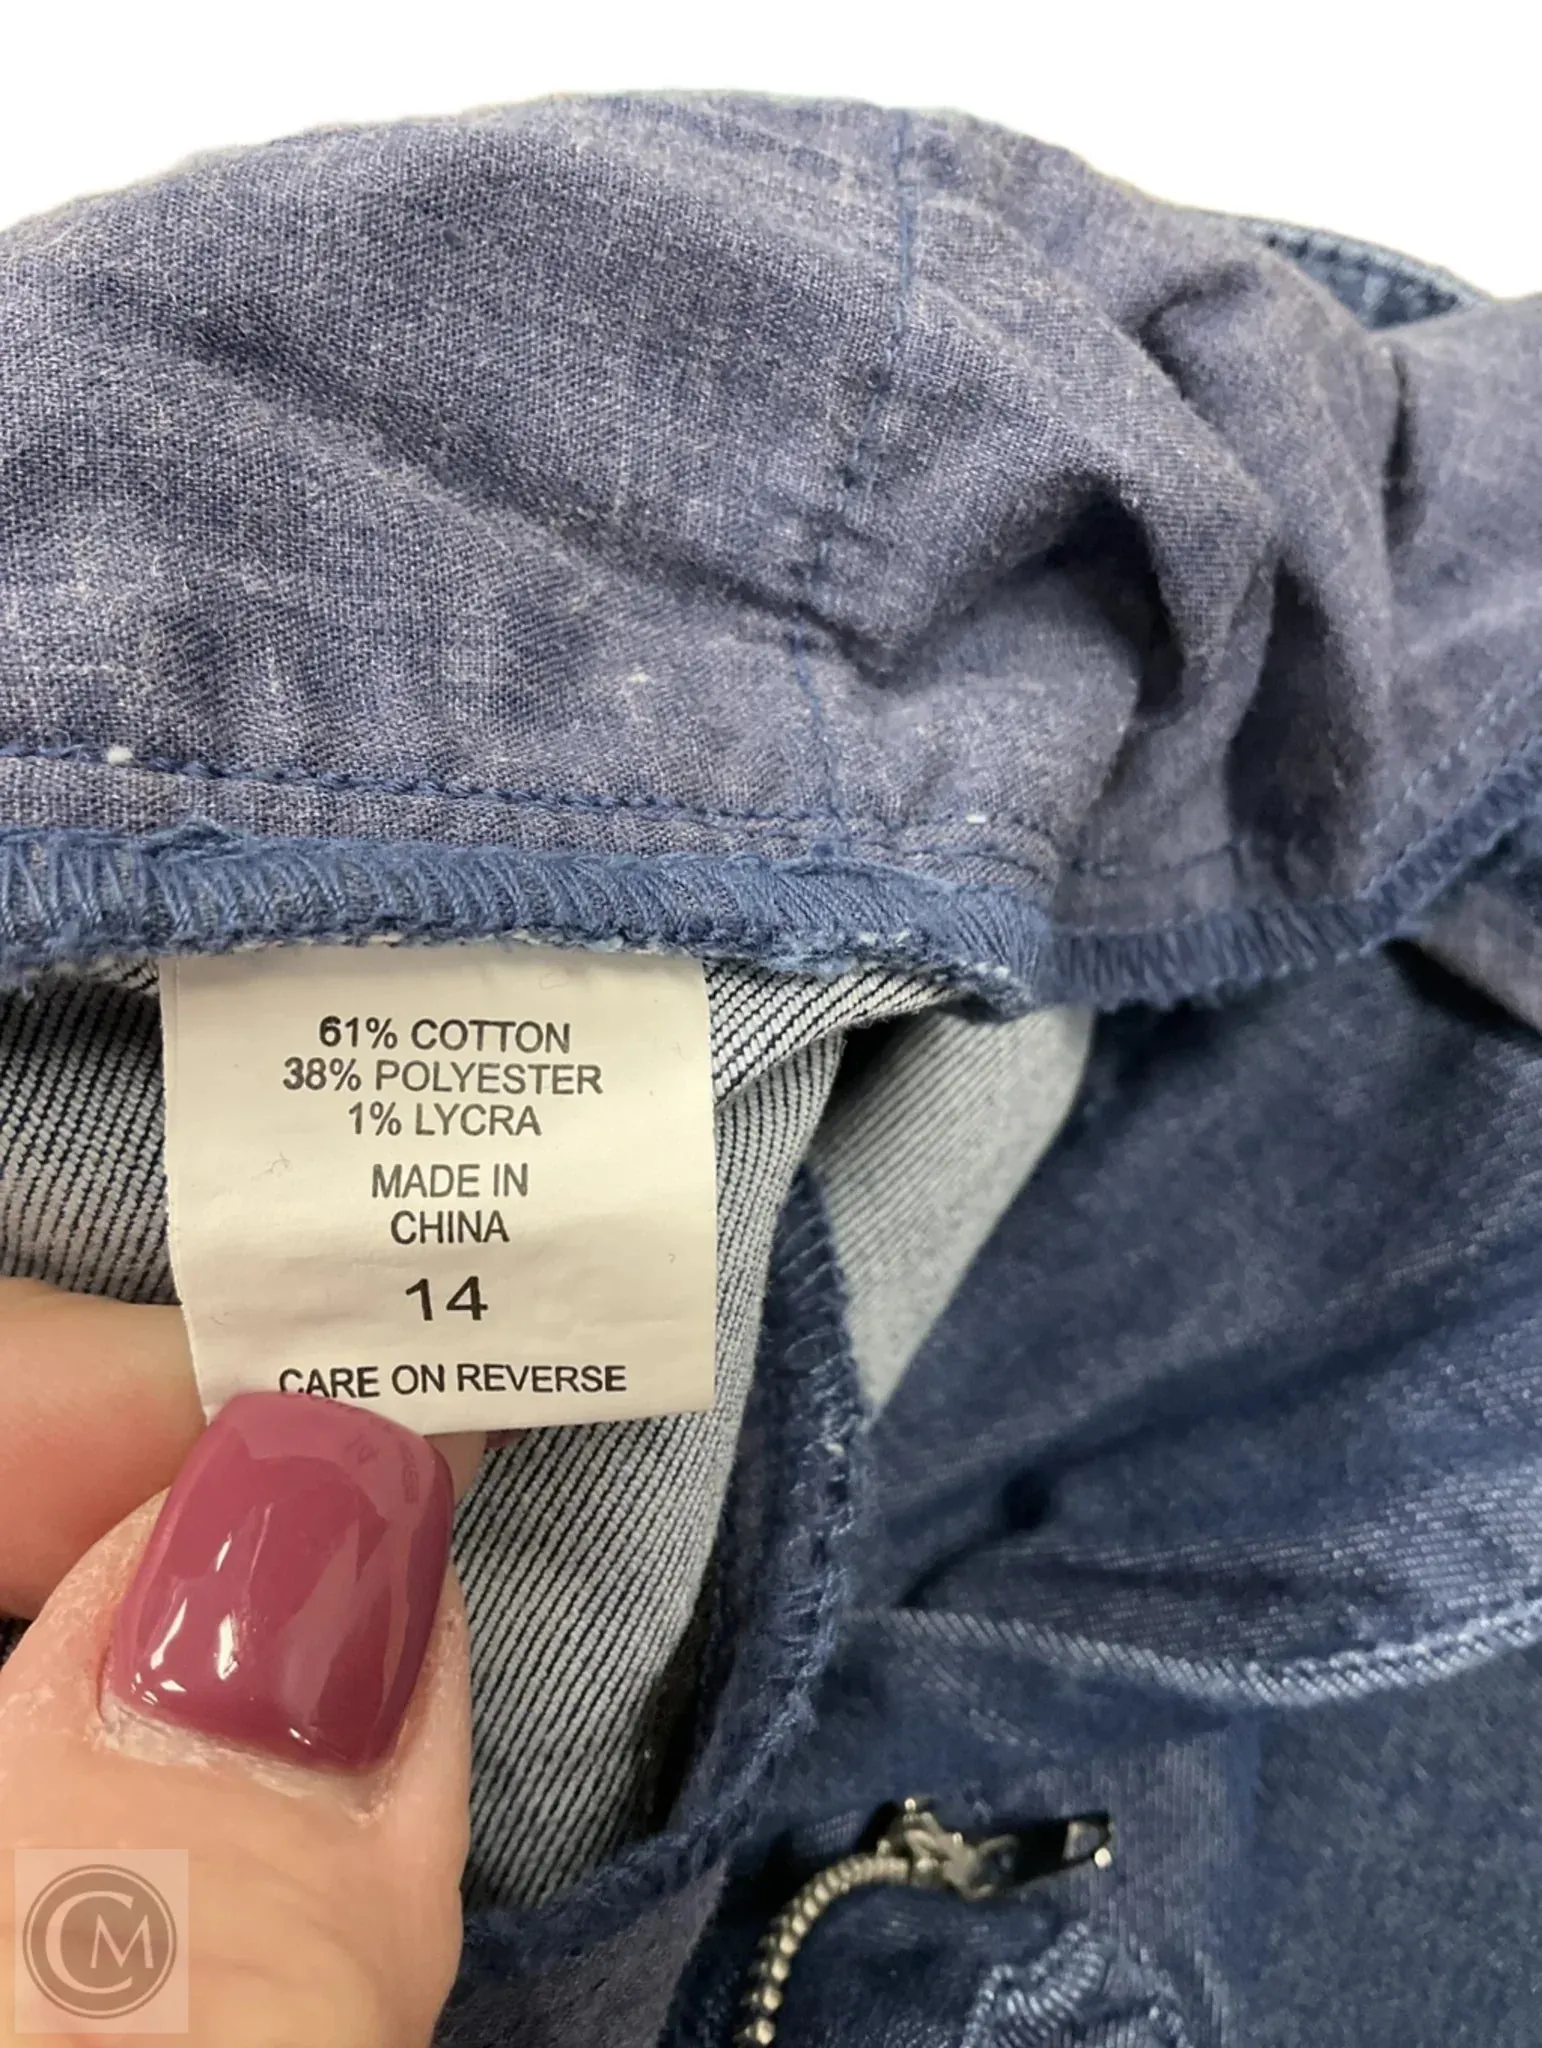 61% COTTON
38% POLYESTER
1% LYCRA
MADE IN
CHINA
14
CARE ON REVERSE
CM